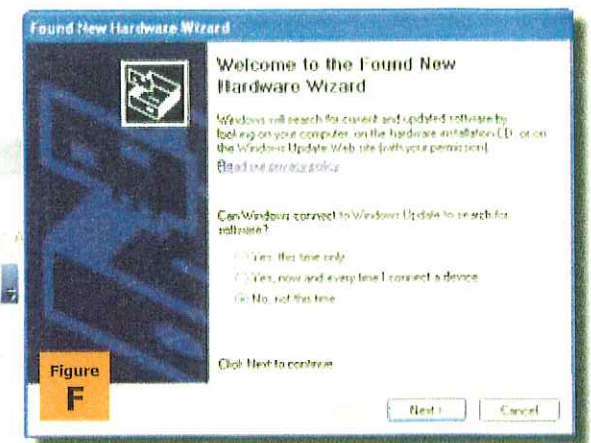 Found New Hardware Wizard
Welcome to the Found New
Hardware Wizard
Windows will search for current and updated software by
looking on your computer, on the hardware installation CD, or on
the Windows Update Web site (with your permission).
Read our privacy policy
Can Windows connect to Windows Update to search for
software?
Yes, this time only
Yes, now and every time I connect a device
No, not this time
Click Next to continue
Figure
F
Next >
Cancel